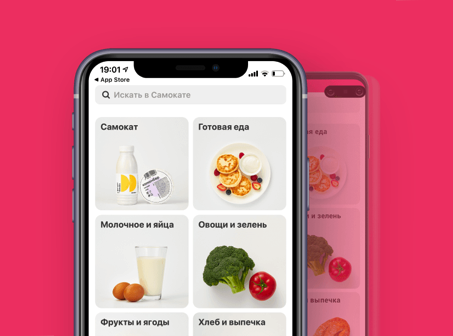 19:01
App Store
Искать в Самокате
Самокат
Готовая еда
Молочное и яйца
Овощи и зелень
Фрукты и ягоды
Хлеб и выпечка
я еда
и и зелень
и выпечка